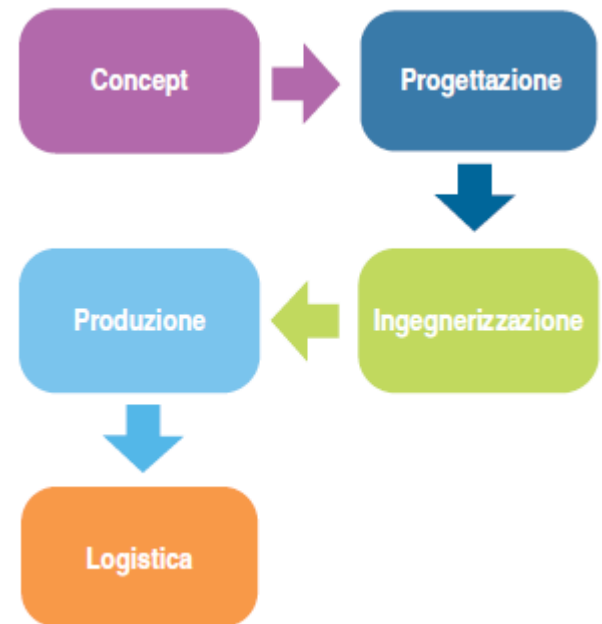 Concept
Progettazione
Ingegnerizzazione
Produzione
Logistica